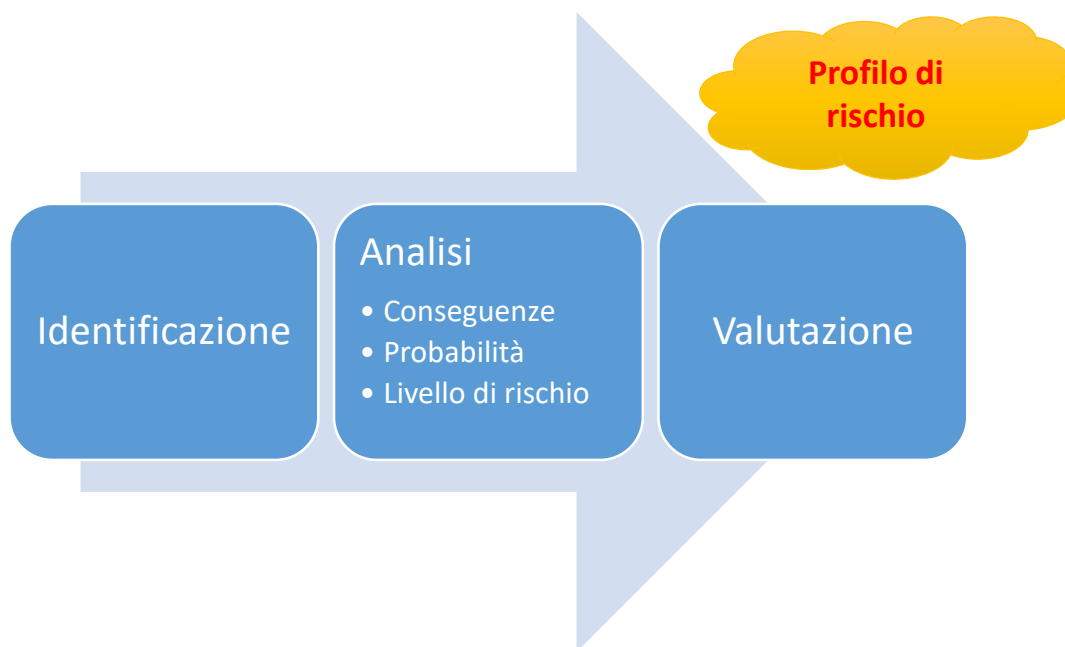 Profilo di
rischio
Identificazione
Analisi
• Conseguenze
• Probabilità
• Livello di rischio
Valutazione